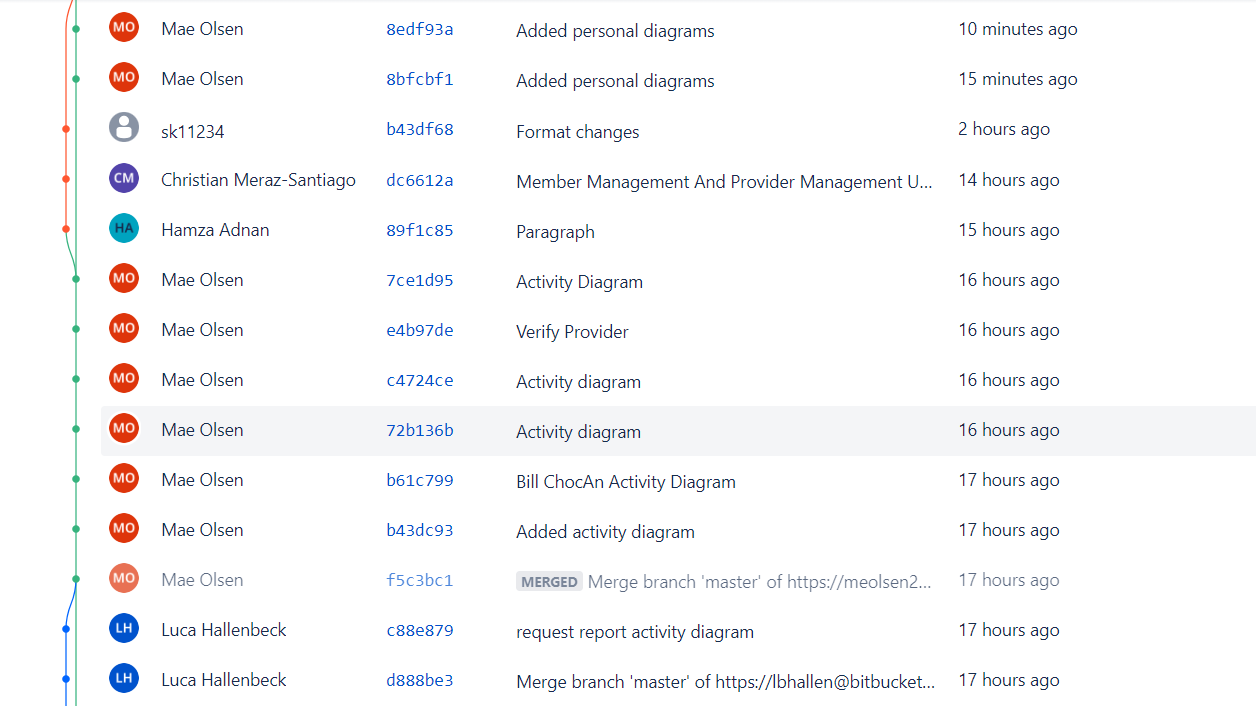 MO Mae Olsen 8edf93a Added personal diagrams 10 minutes ago
MO Mae Olsen 8bfcbf1 Added personal diagrams 15 minutes ago
sk11234 b43df68 Format changes 2 hours ago
CM Christian Meraz-Santiago dc6612a Member Management And Provider Management U... 14 hours ago
HA Hamza Adnan 89f1c85 Paragraph 15 hours ago
MO Mae Olsen 7ce1d95 Activity Diagram 16 hours ago
MO Mae Olsen e4b97de Verify Provider 16 hours ago
MO Mae Olsen c4724ce Activity diagram 16 hours ago
MO Mae Olsen 72b136b Activity diagram 16 hours ago
MO Mae Olsen b61c799 Bill ChocAn Activity Diagram 17 hours ago
MO Mae Olsen b43dc93 Added activity diagram 17 hours ago
MO Mae Olsen f5c3bc1 MERGED Merge branch 'master' of https://meolsen2... 17 hours ago
LH Luca Hallenbeck c88e879 request report activity diagram 17 hours ago
LH Luca Hallenbeck d888be3 Merge branch 'master' of https://lbhallen@bitbucket... 17 hours ago